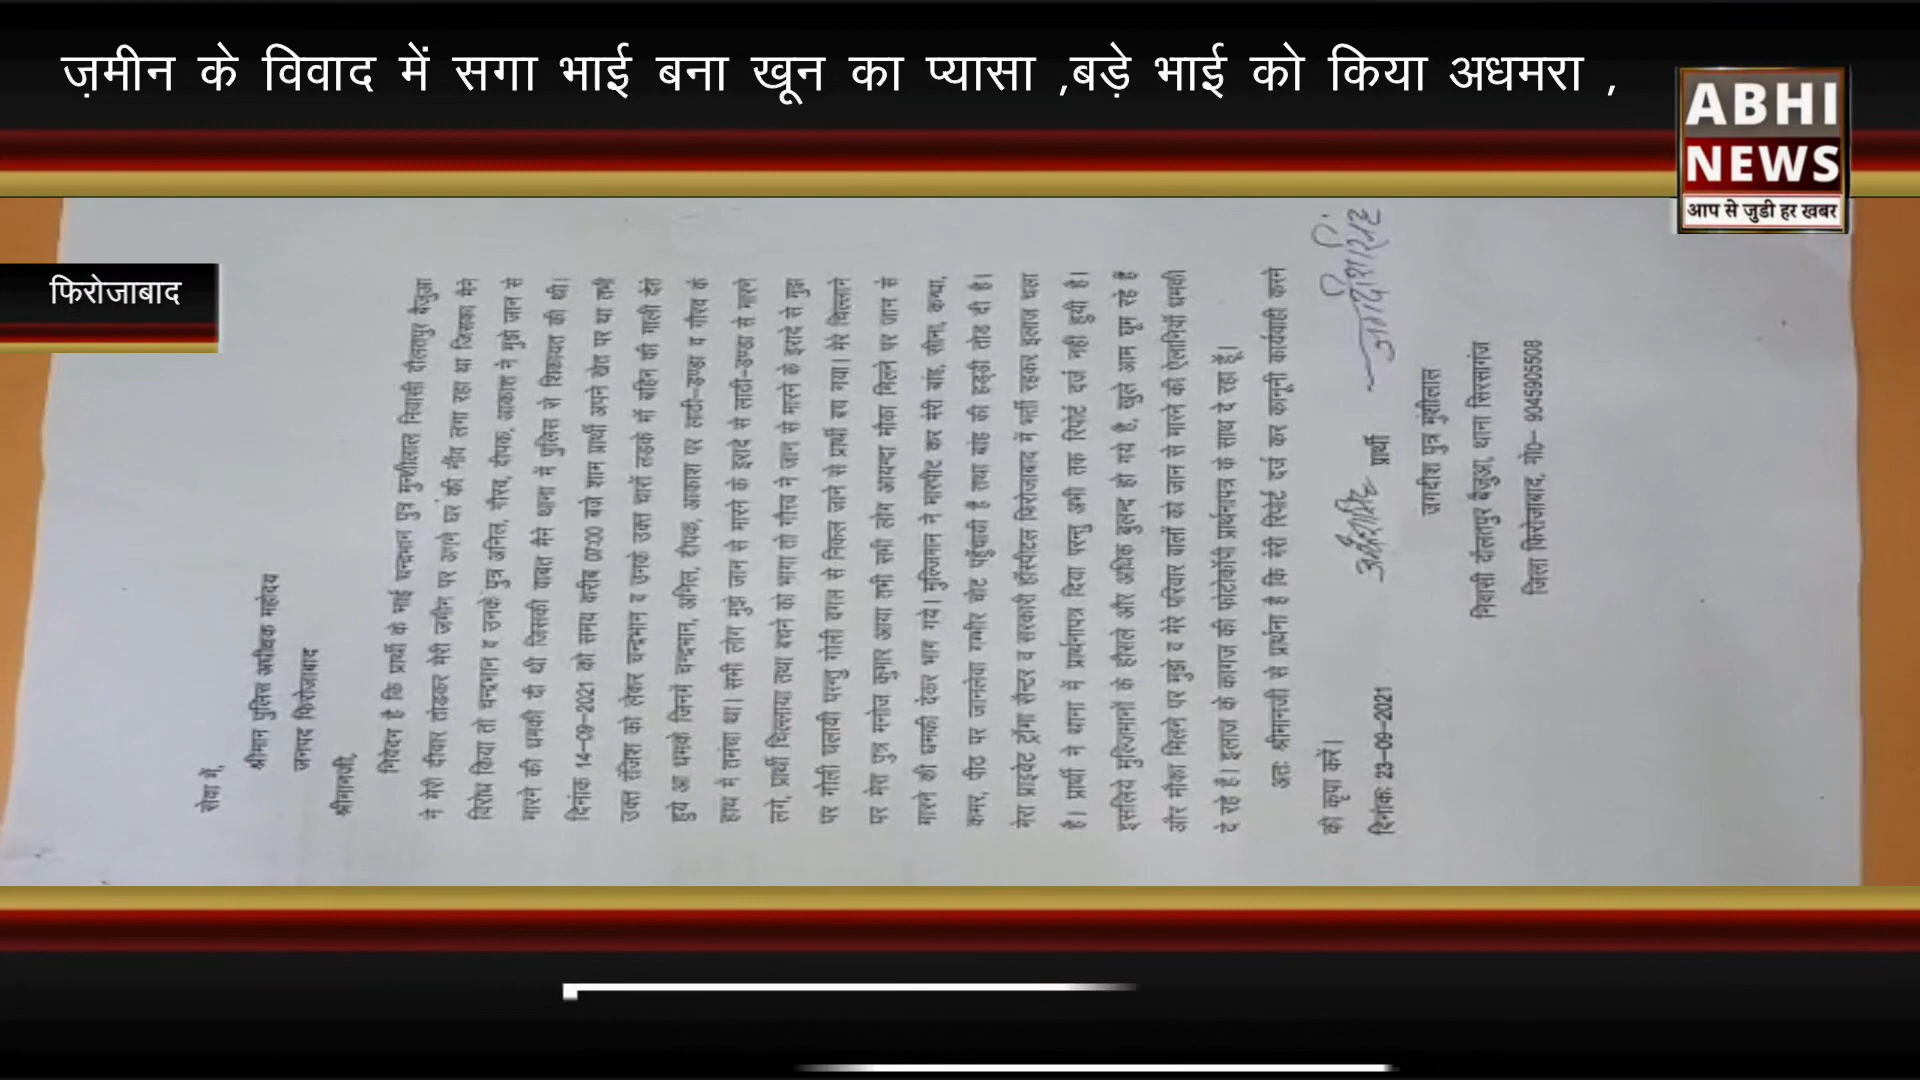 ज़मीन के विवाद में सगा भाई बना खून का प्यासा ,बड़े भाई को किया अधमरा ,
ABHI
NEWS
आप से जुडी हर खबर
फिरोजाबाद
सेवा में,
श्रीमान पुलिस अधीक्षक महोदय
जनपद फिरोजाबाद
श्रीमानजी,
निवेदन है कि प्रार्थी के भाई चन्द्रभान पुत्र मुन्शीलाल निवासी दौलतपुर बैजुआ
ने मेरी दीवार तोडकर मेरी जमीन पर अपने घर की नींव लगा रहा था जिसका मैने
विरोध किया तो चन्द्रभान व उनके पुत्र अनिल, गौरव, दीपक, आकाश ने मुझे जान से
मारने की धमकी दी थी जिसकी बाबत मैने थाना में पुलिस से शिकायत की थी।
दिनांक 14-09-2021 को समय करीब 07:00 बजे शाम प्रार्थी अपने खेत पर था तभी
उक्त रंजिश को लेकर चन्द्रभान व उनके उक्त चारों लडके माँ बहिन की गाली देते
हुये आ धमके जिनमें चन्द्रभान, अनिल, दीपक, आकाश पर लाठी-डण्डा व गौरव के
हाथ में तमंचा था। सभी लोग मुझे जान से मारने के इरादे से लाठी-डण्डा से मारने
लगे, प्रार्थी चिल्लाया तथा बचने को भागा तो गौरव ने जान से मारने के इरादे से मुझ
पर गोली चलायी परन्तु गोली बगल से निकल जाने से प्रार्थी बच गया। मेरे चिल्लाने
पर मेरा पुत्र मनोज कुमार आया तभी सभी लोग आयन्दा मौका मिलने पर जान से
मारने की धमकी देकर भाग गये। मुल्जिमान ने मारपीट कर मेरी बांह, सीना, कन्धा,
कमर, पीठ पर जानलेवा गम्भीर चोट पहुँचायी है तथा बांह की हड्डी तोड दी है।
मेरा प्राइवेट ट्रॉमा सेन्टर व सरकारी हॉस्पीटल फिरोजाबाद में भर्ती रहकर इलाज चला
है। प्रार्थी ने थाना में प्रार्थनापत्र दिया परन्तु अभी तक रिपोर्ट दर्ज नहीं हुयी है।
इसलिये मुल्जिमानों के हौसले और अधिक बुलन्द हो गये है, खुले आम घूम रहे है
और मौका मिलने पर मुझे व मेरे परिवार वालों को जान से मारने की ऐलानियाँ धमकी
दे रहे है। इलाज के कागज की फोटोकॉपी प्रार्थनापत्र के साथ दे रहा हूँ।
अतः श्रीमानजी से प्रार्थना है कि मेरी रिपोर्ट दर्ज कर कानूनी कार्यवाही करने
की कृपा करें।
दिनांकः 23-09-2021 प्रार्थी जगदीश सिंह
जगदीश पुत्र मुंशीलाल
निवासी दौलतपुर बैजुआ, थाना सिरसागंज
जिला फिरोजाबाद, मो0- 9045905508